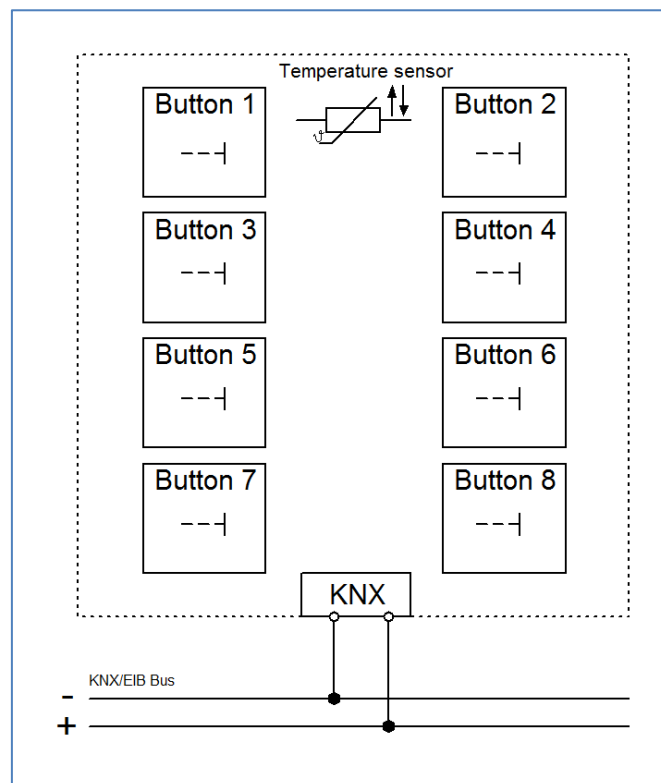 Temperature sensor
Button 1
Button 2
ϑ
Button 3
Button 4
Button 5
Button 6
Button 7
Button 8
KNX
KNX/EIB Bus
-
+